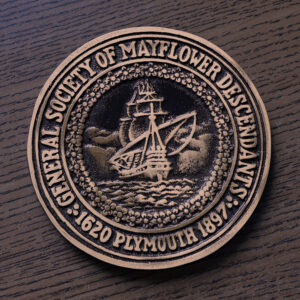 GENERAL SOCIETY OF MAYFLOWER DESCENDANTS
1620 PLYMOUTH 1897